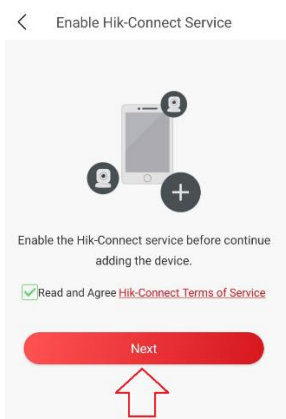 Enable Hik-Connect Service
Enable the Hik-Connect service before continue
adding the device.
Read and Agree Hik-Connect Terms of Service
Next